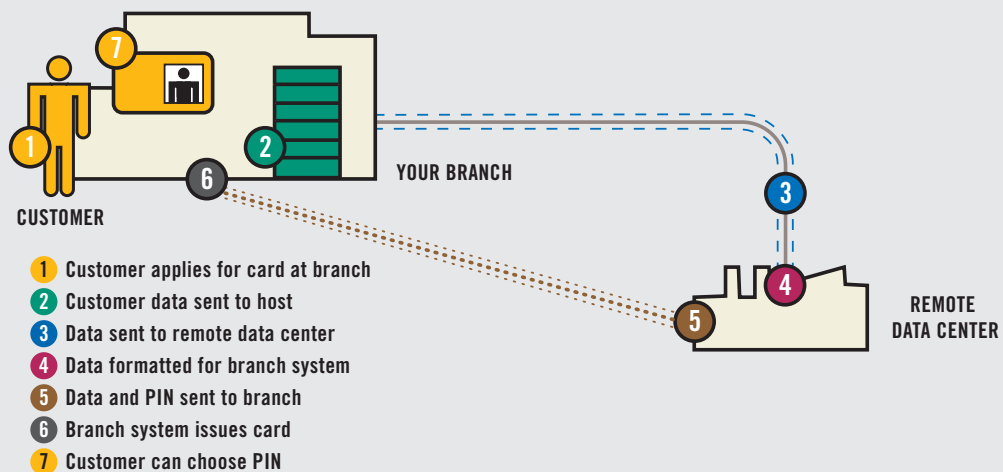 7
1
2
6
YOUR BRANCH
3
CUSTOMER
4
5
REMOTE
DATA CENTER
1 Customer applies for card at branch
2 Customer data sent to host
3 Data sent to remote data center
4 Data formatted for branch system
5 Data and PIN sent to branch
6 Branch system issues card
7 Customer can choose PIN